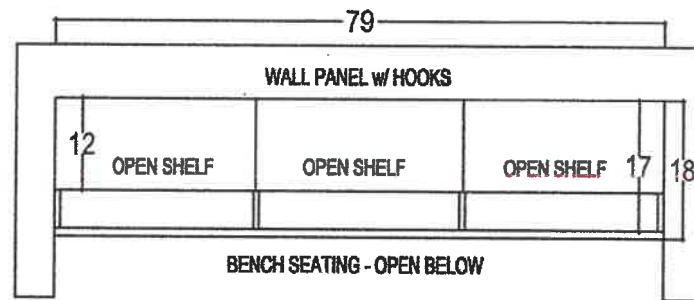 79
WALL PANEL w/ HOOKS
12
OPEN SHELF
OPEN SHELF
OPEN SHELF
17
18
BENCH SEATING - OPEN BELOW